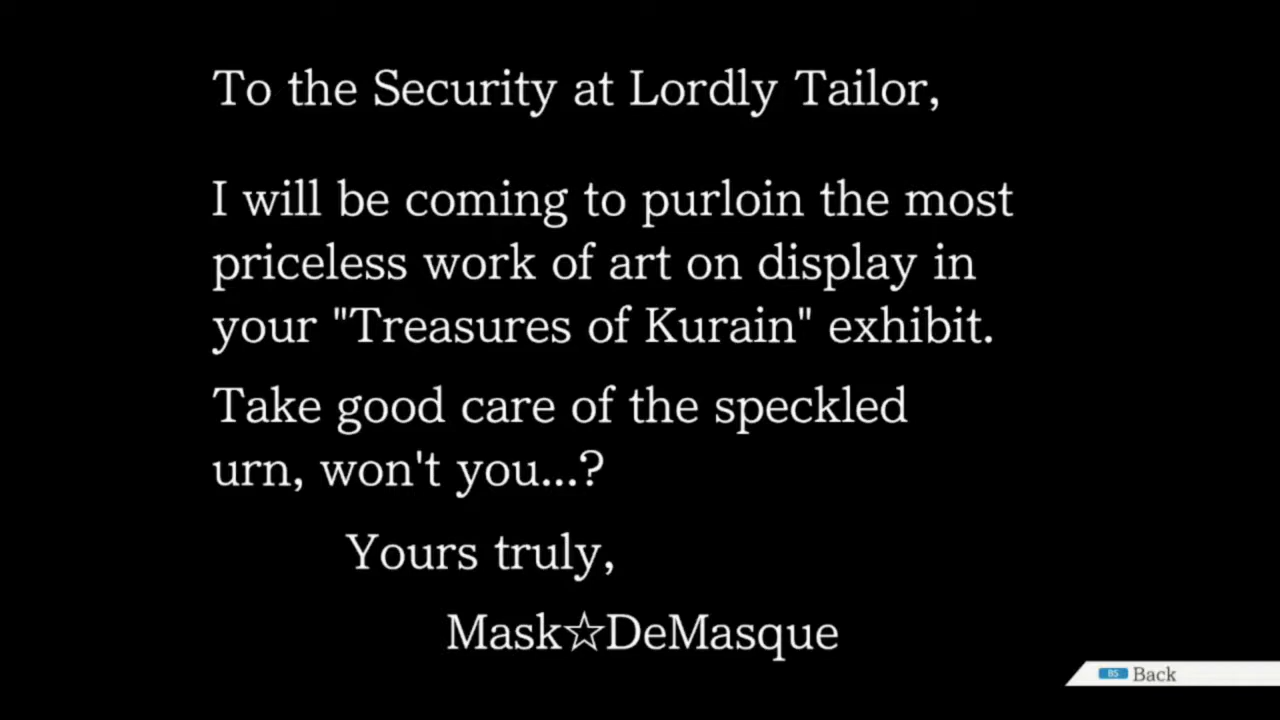 To the Security at Lordly Tailor,
I will be coming to purloin the most
priceless work of art on display in
your "Treasures of Kurain" exhibit.
Take good care of the speckled
urn, won't you...?
Yours truly,
Mask☆DeMasque
BS Back